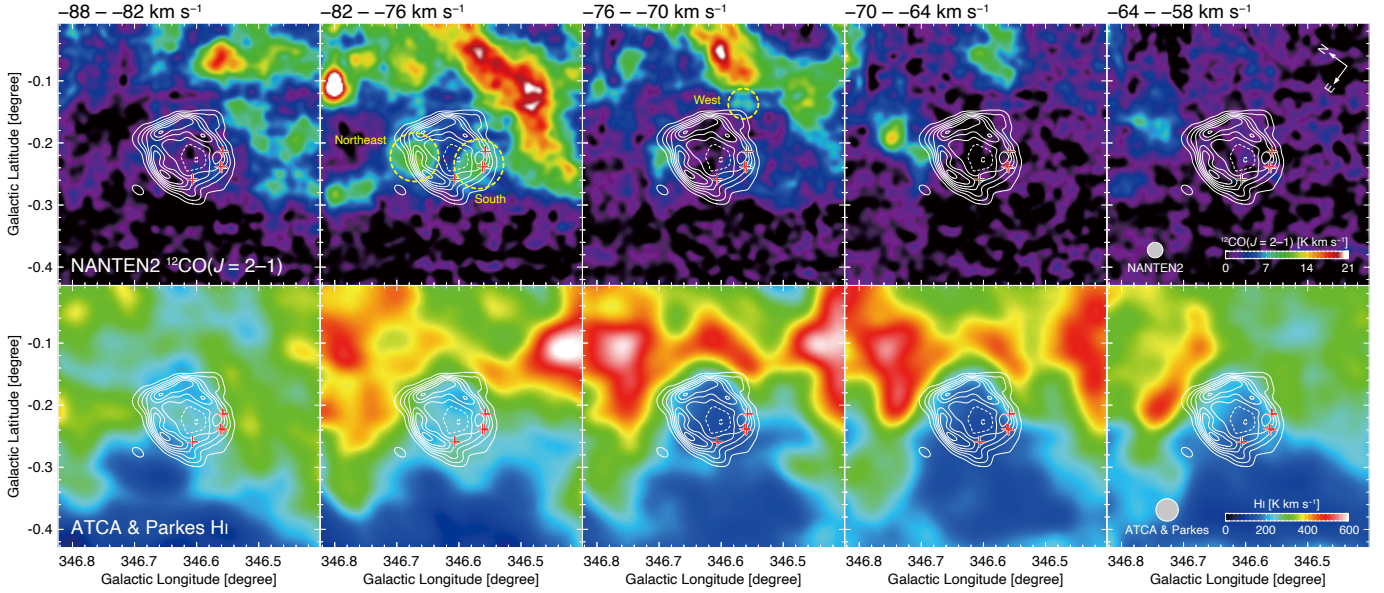 −88 – −82 km s⁻¹
−82 – −76 km s⁻¹
−76 – −70 km s⁻¹
−70 – −64 km s⁻¹
−64 – −58 km s⁻¹
Galactic Latitude [degree]
-0.1
-0.2
-0.3
-0.4
NANTEN2 ¹²CO(J = 2–1)
Northeast
South
West
N
E
¹²CO(J = 2–1) [K km s⁻¹]
NANTEN2
0 7 14 21
Galactic Latitude [degree]
-0.1
-0.2
-0.3
-0.4
ATCA & Parkes HI
HI [K km s⁻¹]
ATCA & Parkes
0 200 400 600
346.8 346.7 346.6 346.5
346.8 346.7 346.6 346.5
346.8 346.7 346.6 346.5
346.8 346.7 346.6 346.5
346.8 346.7 346.6 346.5
Galactic Longitude [degree]
Galactic Longitude [degree]
Galactic Longitude [degree]
Galactic Longitude [degree]
Galactic Longitude [degree]